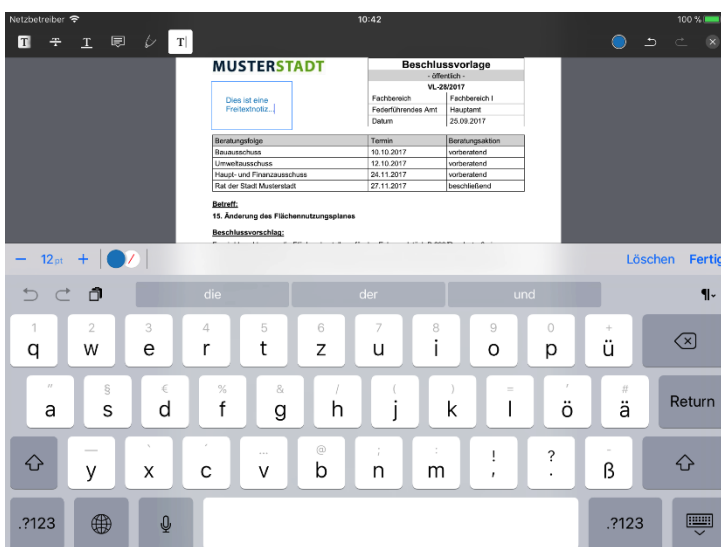 Netzbetreiber 10:42 100 %
T T T T
MUSTERSTADT
Beschlussvorlage
- öffentlich -
VL-28/2017
Fachbereich Fachbereich I
Federführendes Amt Hauptamt
Datum 25.09.2017
Dies ist eine
Freitextnotiz...
Beratungsfolge Termin Beratungsaktion
Bauausschuss 10.10.2017 vorberatend
Umweltausschuss 12.10.2017 vorberatend
Haupt- und Finanzausschuss 24.11.2017 vorberatend
Rat der Stadt Musterstadt 27.11.2017 beschließend
Betreff:
15. Änderung des Flächennutzungsplanes
Beschlussvorschlag:
− 12 pt + Löschen Fertig
die der und
1 2 3 4 5 6 7 8 9 0 +
q w e r t z u i o p ü
" § € % & / ( ) = ' #
a s d f g h j k l ö ä Return
— ` ´ ... @ ; : ! ? -
y x c v b n m , . ß
.?123 .?123